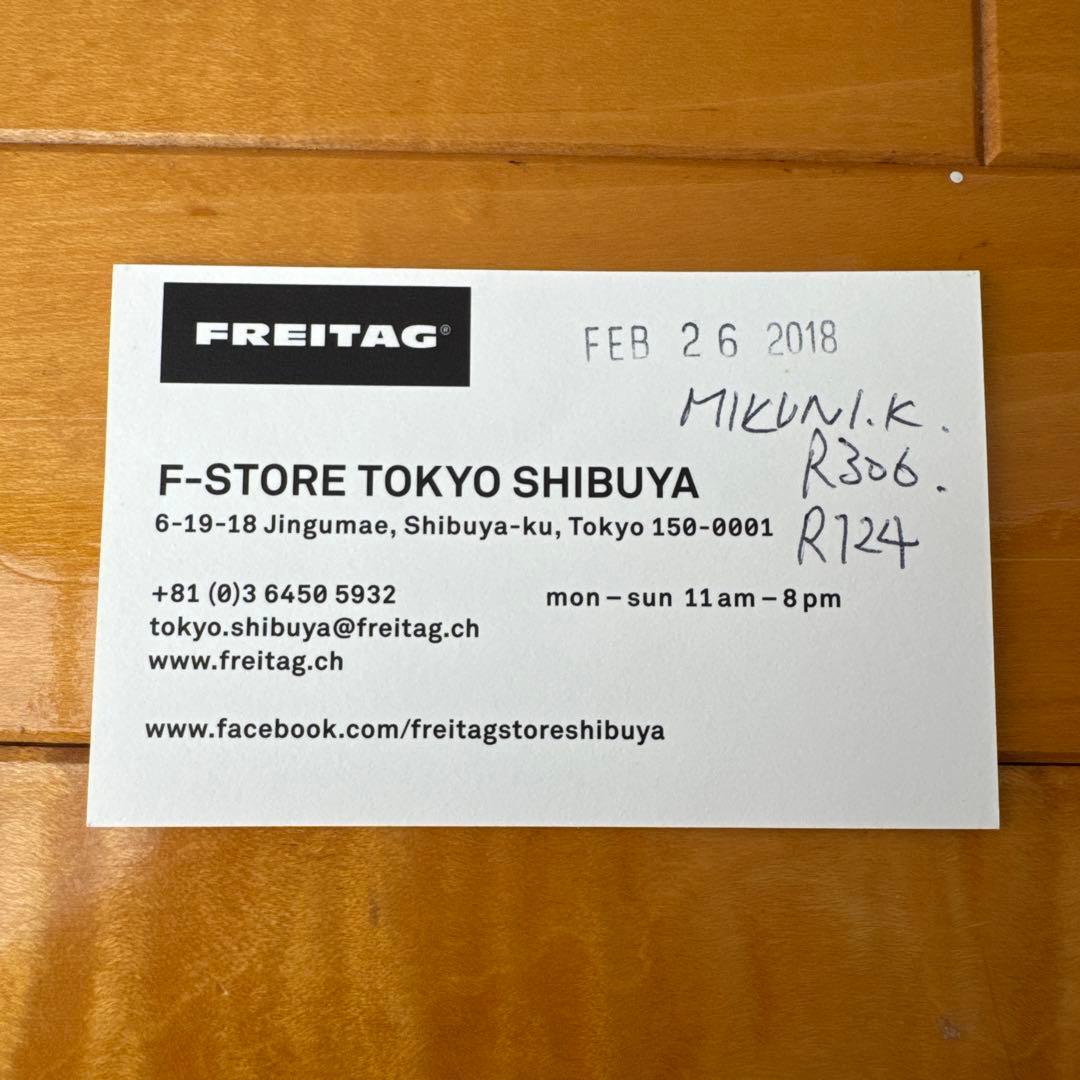 FREITAG®
FEB 26 2018
MIKUNI.K.
R306.
R124
F-STORE TOKYO SHIBUYA
6-19-18 Jingumae, Shibuya-ku, Tokyo 150-0001
+81 (0)3 6450 5932
mon – sun 11 am – 8 pm
tokyo.shibuya@freitag.ch
www.freitag.ch
www.facebook.com/freitagstoreshibuya